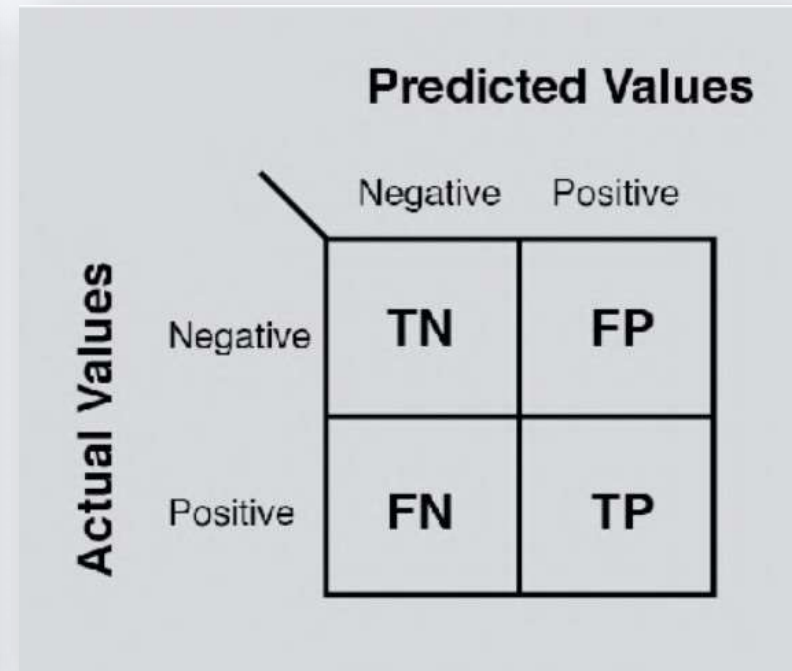 Predicted Values
Negative Positive
Actual Values
Negative TN FP
Positive FN TP